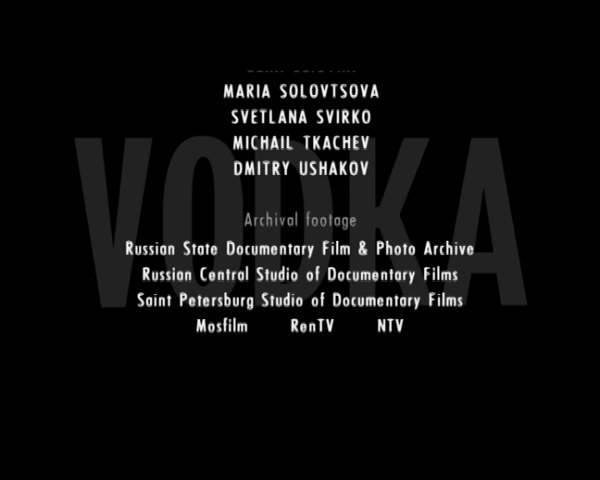 MARIA SOLOVTSOVA
SVETLANA SVIRKO
MICHAIL TKACHEV
DMITRY USHAKOV
VODKA
Archival footage
Russian State Documentary Film & Photo Archive
Russian Central Studio of Documentary Films
Saint Petersburg Studio of Documentary Films
Mosfilm RenTV NTV